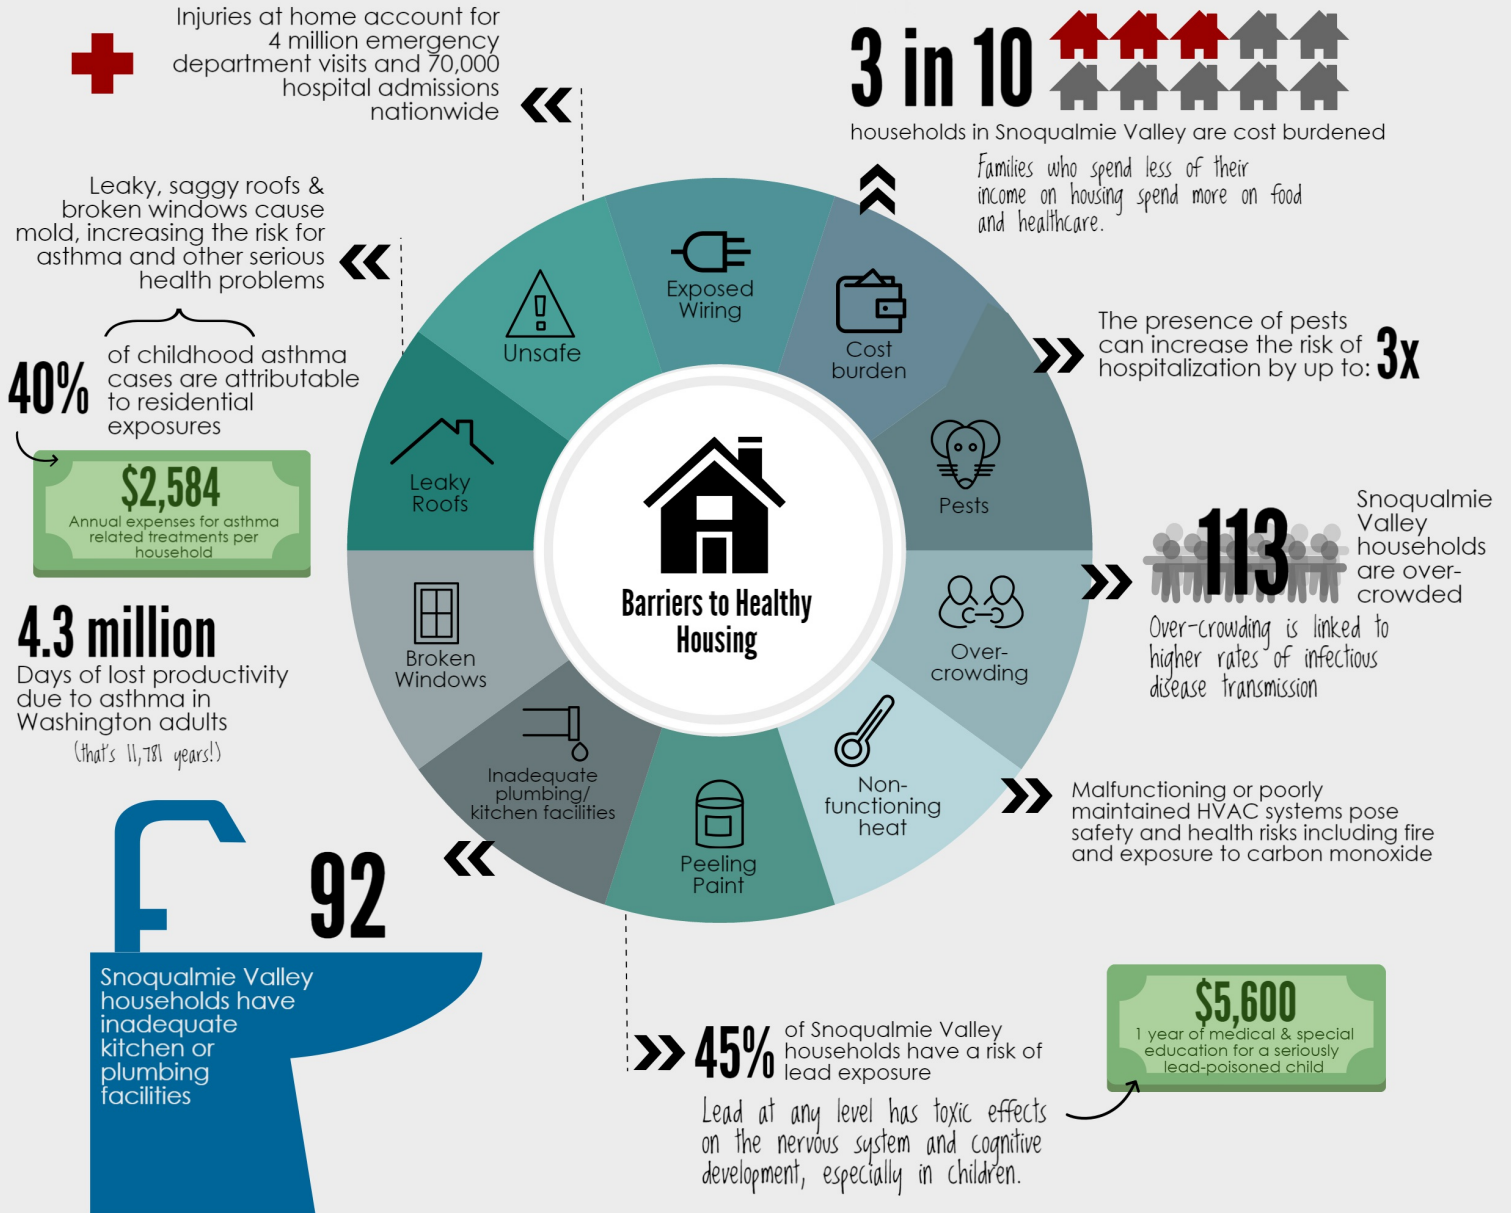 Injuries at home account for
4 million emergency
department visits and 70,000
hospital admissions
nationwide
3 in 10
households in Snoqualmie Valley are cost burdened
Families who spend less of their
income on housing spend more on food
and healthcare.
Leaky, saggy roofs &
broken windows cause
mold, increasing the risk for
asthma and other serious
health problems
40%
of childhood asthma
cases are attributable
to residential
exposures
$2,584
Annual expenses for asthma
related treatments per
household
4.3 million
Days of lost productivity
due to asthma in
Washington adults
(that's 11,781 years!)
Exposed
Wiring
Cost
burden
Pests
Over-
crowding
Non-
functioning
heat
Peeling
Paint
Inadequate
plumbing/
kitchen facilities
Broken
Windows
Leaky
Roofs
Unsafe
Barriers to Healthy
Housing
The presence of pests
can increase the risk of
hospitalization by up to:
3x
113
Snoqualmie
Valley
households
are over-
crowded
Over-crowding is linked to
higher rates of infectious
disease transmission
Malfunctioning or poorly
maintained HVAC systems pose
safety and health risks including fire
and exposure to carbon monoxide
92
Snoqualmie Valley
households have
inadequate
kitchen or
plumbing
facilities
45%
of Snoqualmie Valley
households have a risk of
lead exposure
Lead at any level has toxic effects
on the nervous system and cognitive
development, especially in children.
$5,600
1 year of medical & special
education for a seriously
lead-poisoned child